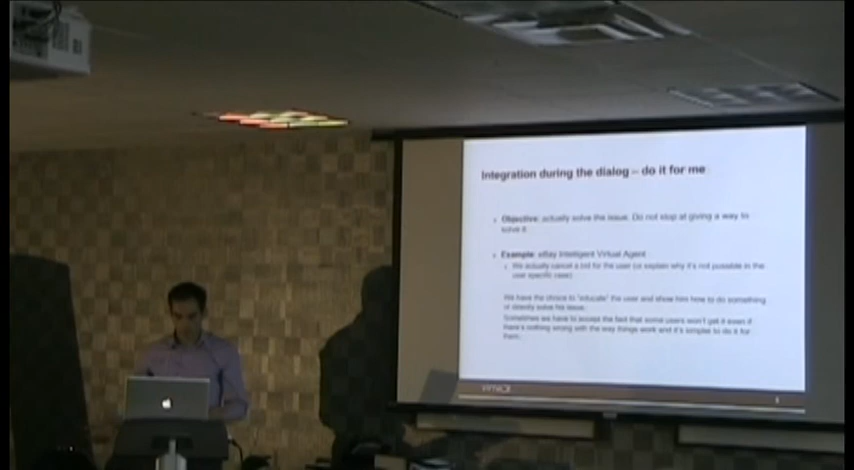 Integration during the dialog – do it for me
Objective: actually solve the issue. Do not stop at giving a way to
solve it.
Example: eBay Intelligent Virtual Agent
We actually cancel a bid for the user (or explain why it's not possible in the
user specific case)
We have the choice to "educate" the user and show him how to do something
or directly solve his issue.
Sometimes we have to accept the fact that some users won't get it even if
there's nothing wrong with the way things work and it's simpler to do it for
them.